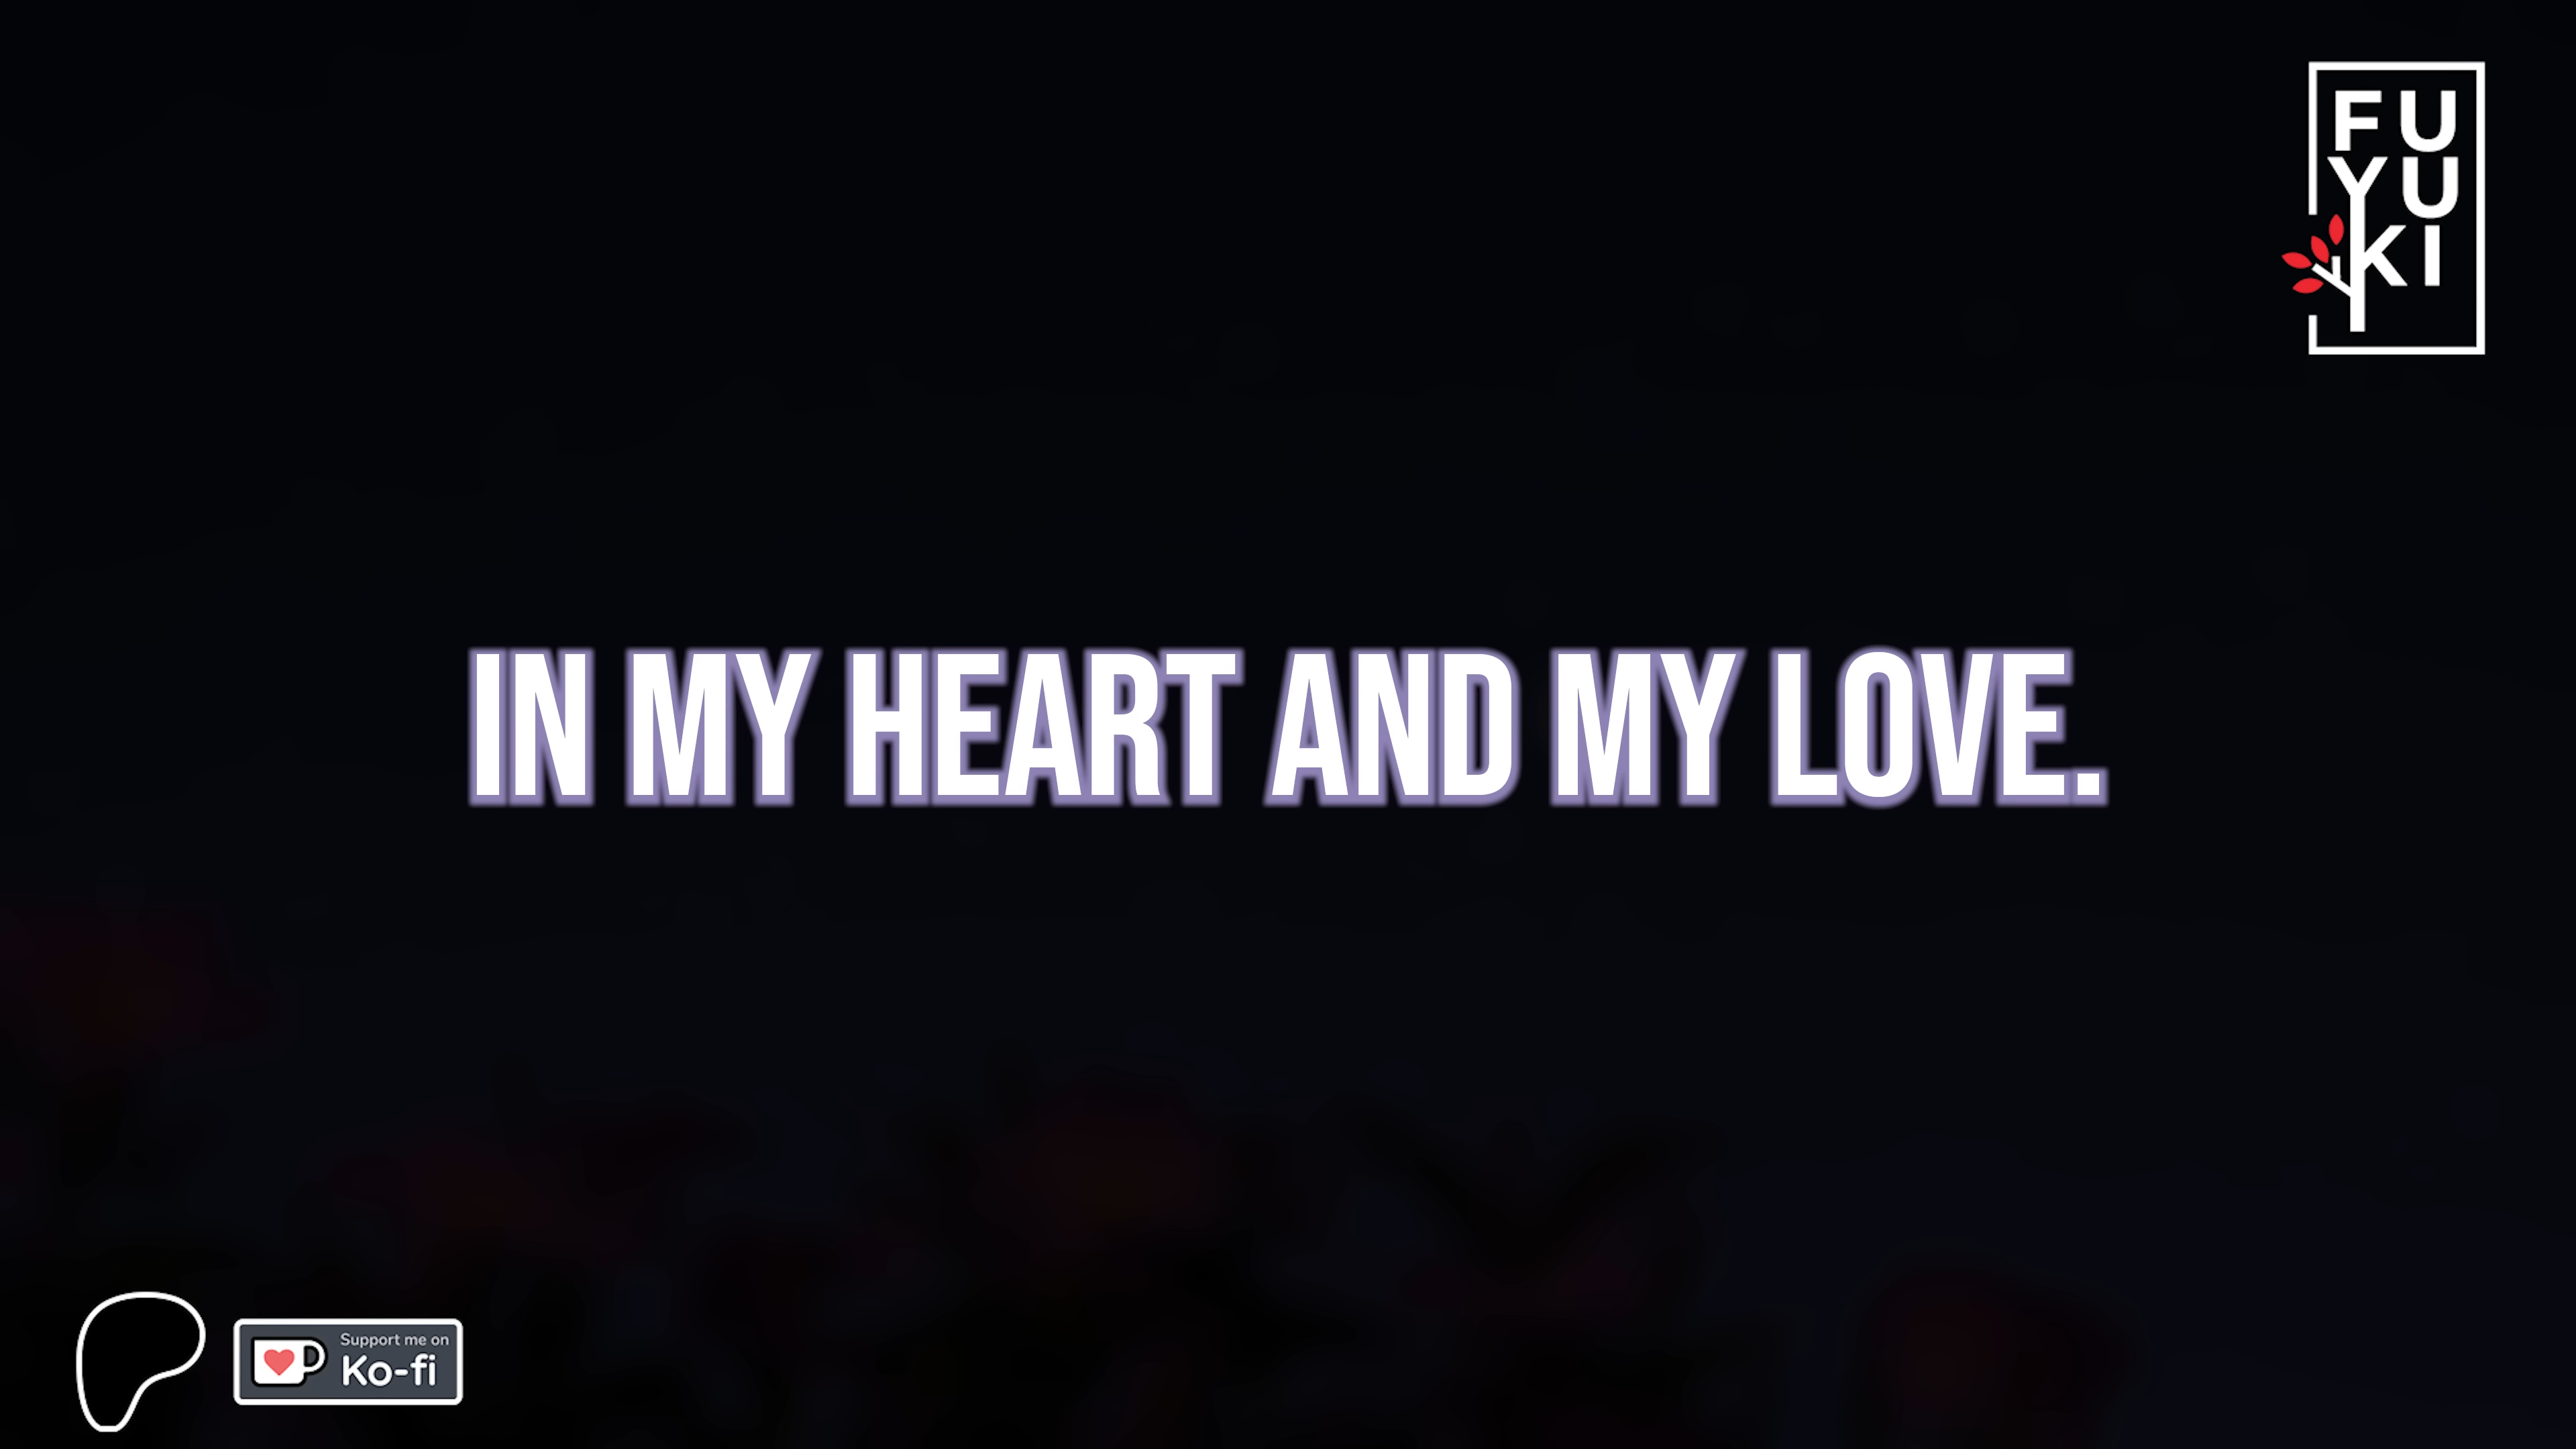 FU
YU
KI
IN MY HEART AND MY LOVE.
Support me on
Ko-fi